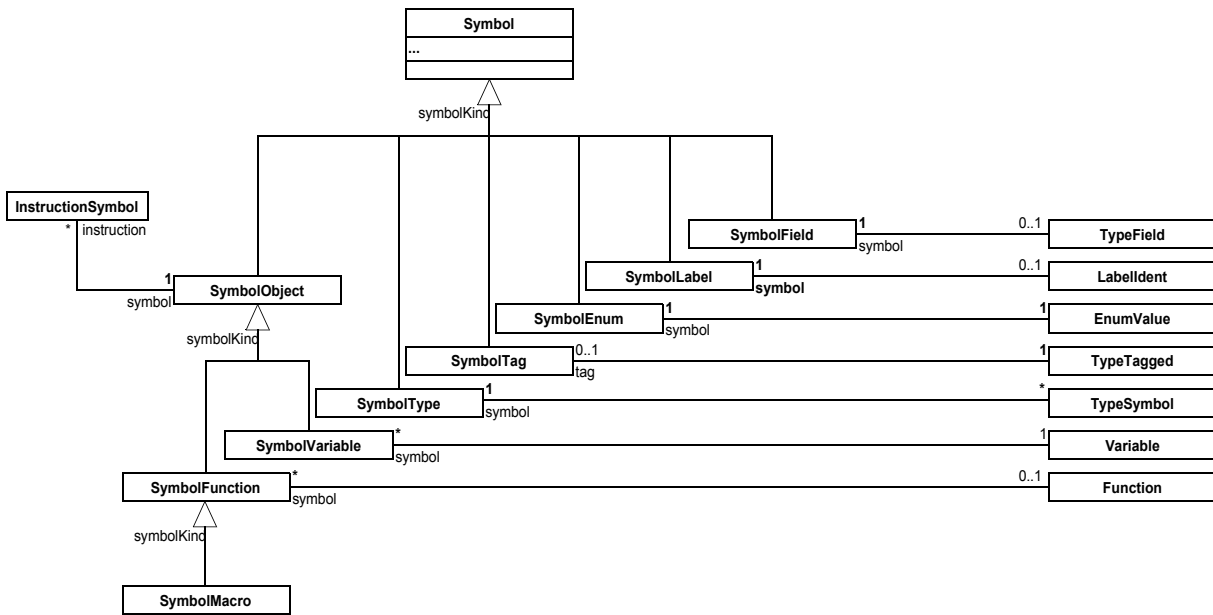 Symbol
...
symbolKind
InstructionSymbol
* instruction
1
symbol
SymbolObject
symbolKind
SymbolField
1
symbol
0..1
TypeField
SymbolLabel
1
symbol
0..1
LabelIdent
SymbolEnum
1
symbol
1
EnumValue
SymbolTag
0..1
tag
1
TypeTagged
SymbolType
1
symbol
*
TypeSymbol
SymbolVariable
*
symbol
1
Variable
SymbolFunction
*
symbol
0..1
Function
symbolKind
SymbolMacro